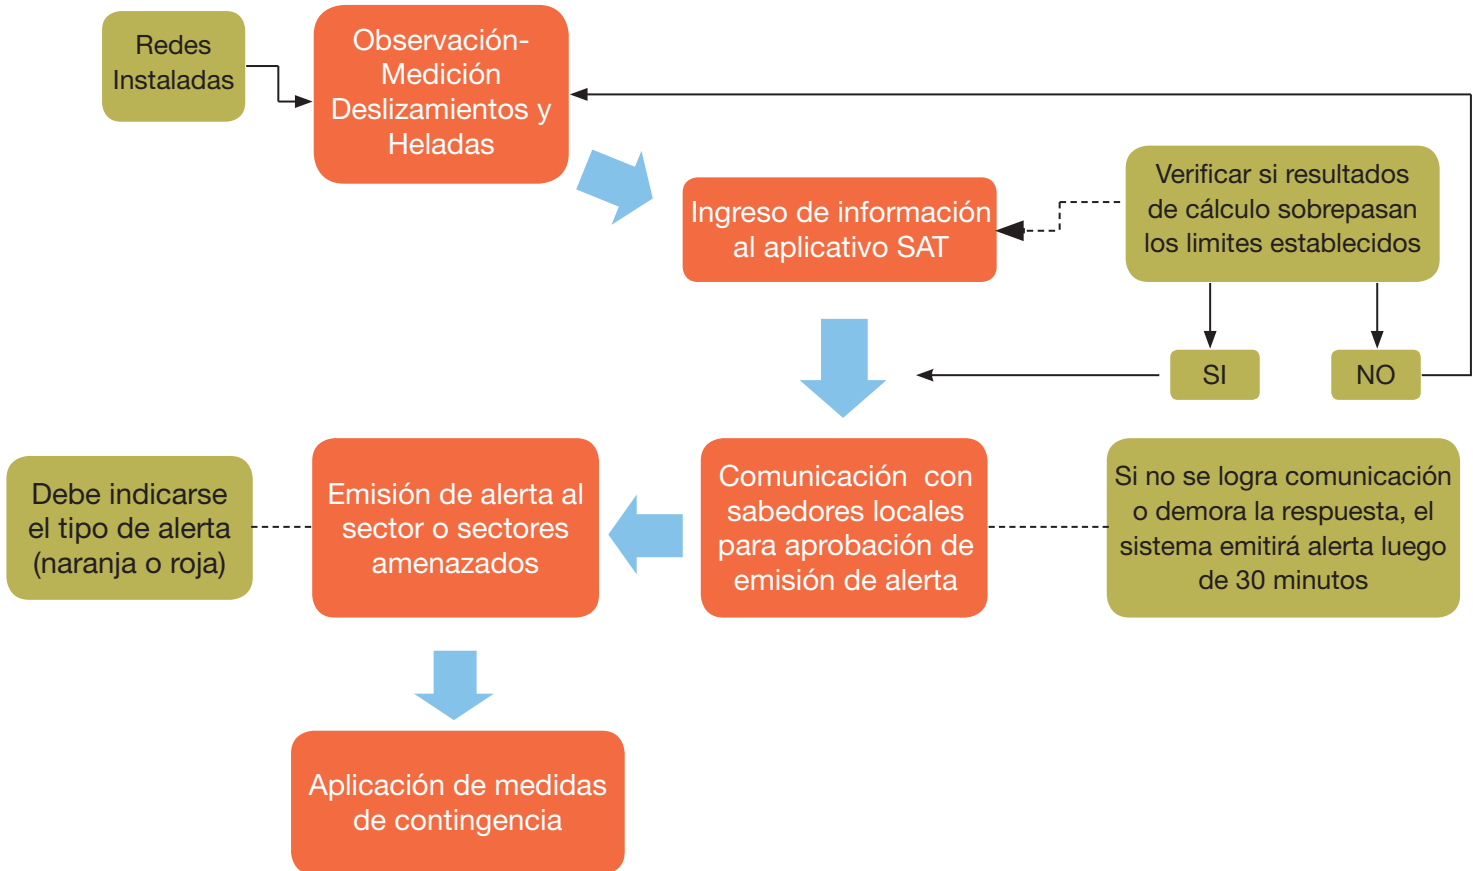 Redes
Instaladas
Observación-
Medición
Deslizamientos y
Heladas
Ingreso de información
al aplicativo SAT
Verificar si resultados
de cálculo sobrepasan
los limites establecidos
SI
NO
Debe indicarse
el tipo de alerta
(naranja o roja)
Emisión de alerta al
sector o sectores
amenazados
Comunicación con
sabedores locales
para aprobación de
emisión de alerta
Si no se logra comunicación
o demora la respuesta, el
sistema emitirá alerta luego
de 30 minutos
Aplicación de medidas
de contingencia